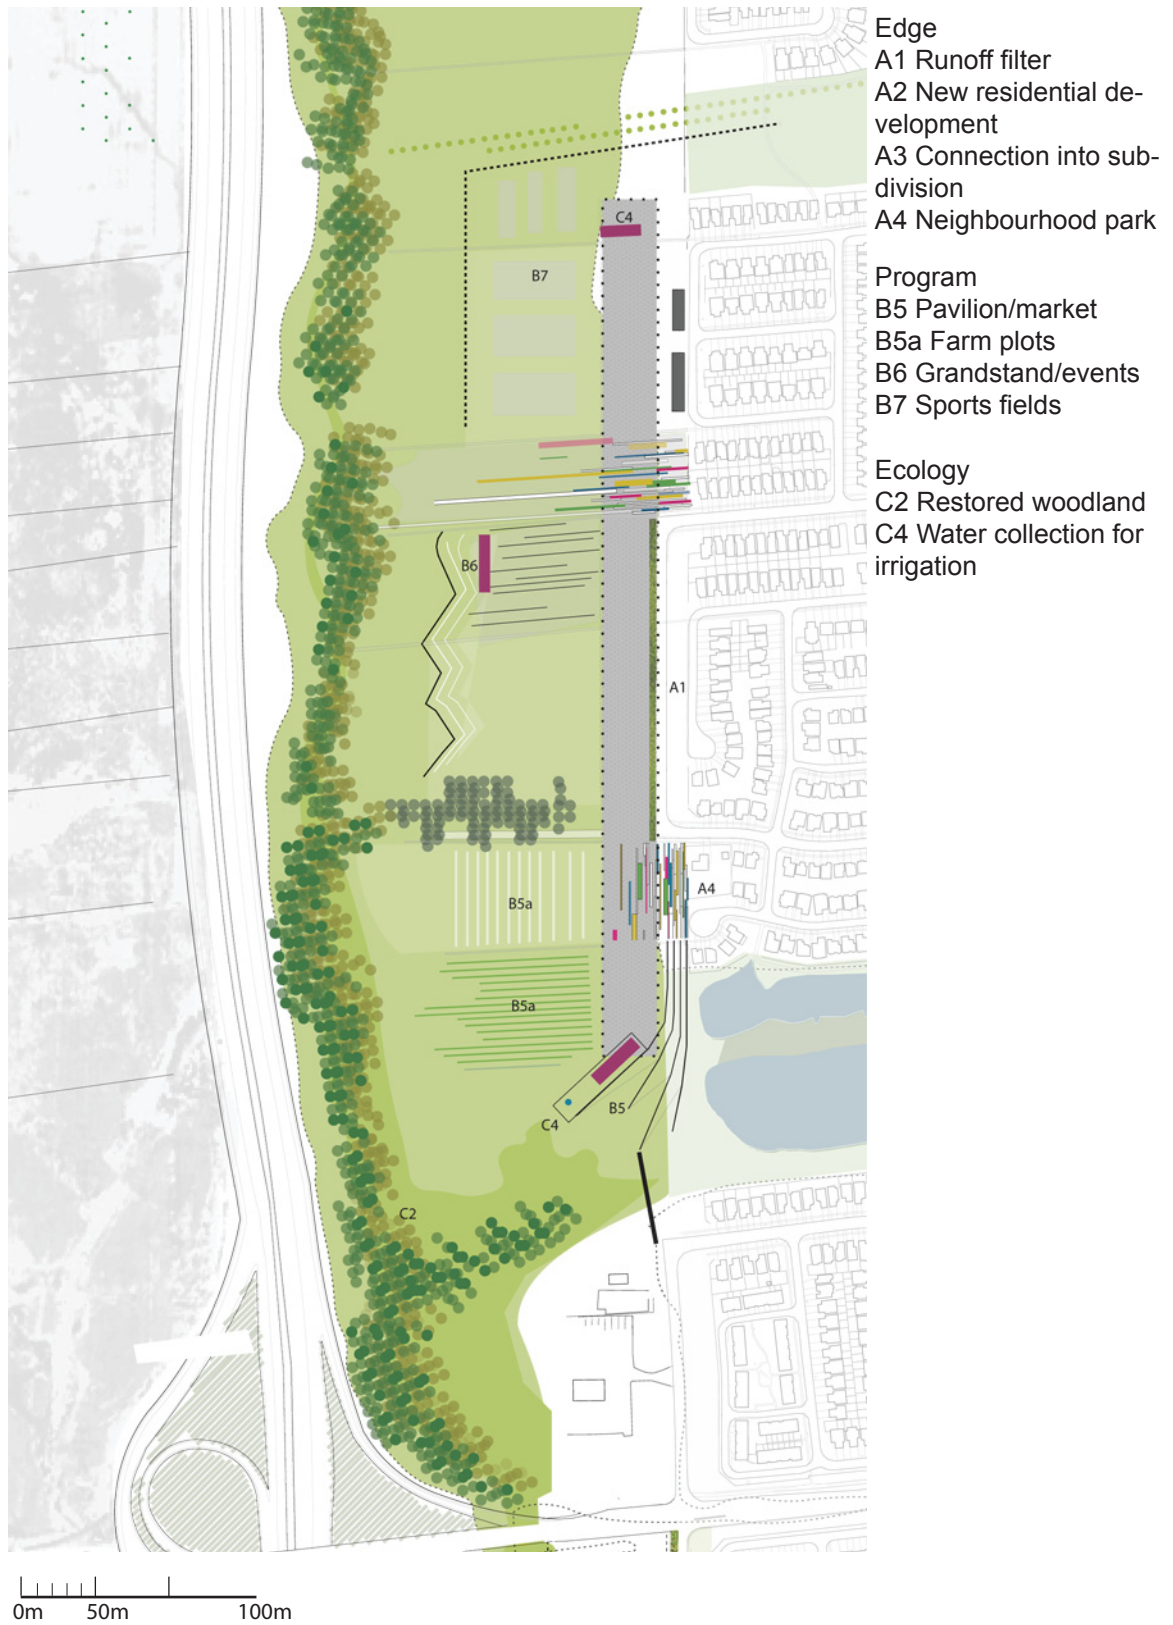 Edge
A1 Runoff filter
A2 New residential de-
velopment
A3 Connection into sub-
division
A4 Neighbourhood park
Program
B5 Pavilion/market
B5a Farm plots
B6 Grandstand/events
B7 Sports fields
Ecology
C2 Restored woodland
C4 Water collection for
irrigation
C4
B7
B6
A1
A4
B5a
B5a
B5
C4
C2
0m 50m 100m